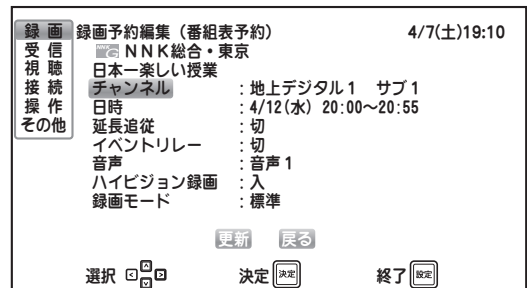 録画 録画予約編集（番組表予約） 4/7(土)19:10
受信 NNK G NNK総合・東京
視聴 日本一楽しい授業
接続 チャンネル ：地上デジタル1 サブ1
操作 日時 ：4/12(水) 20:00～20:55
その他 延長追従 ：切
イベントリレー ：切
音声 ：音声1
ハイビジョン録画 ：入
録画モード ：標準
更新 戻る
選択 決定 決定 終了 設定